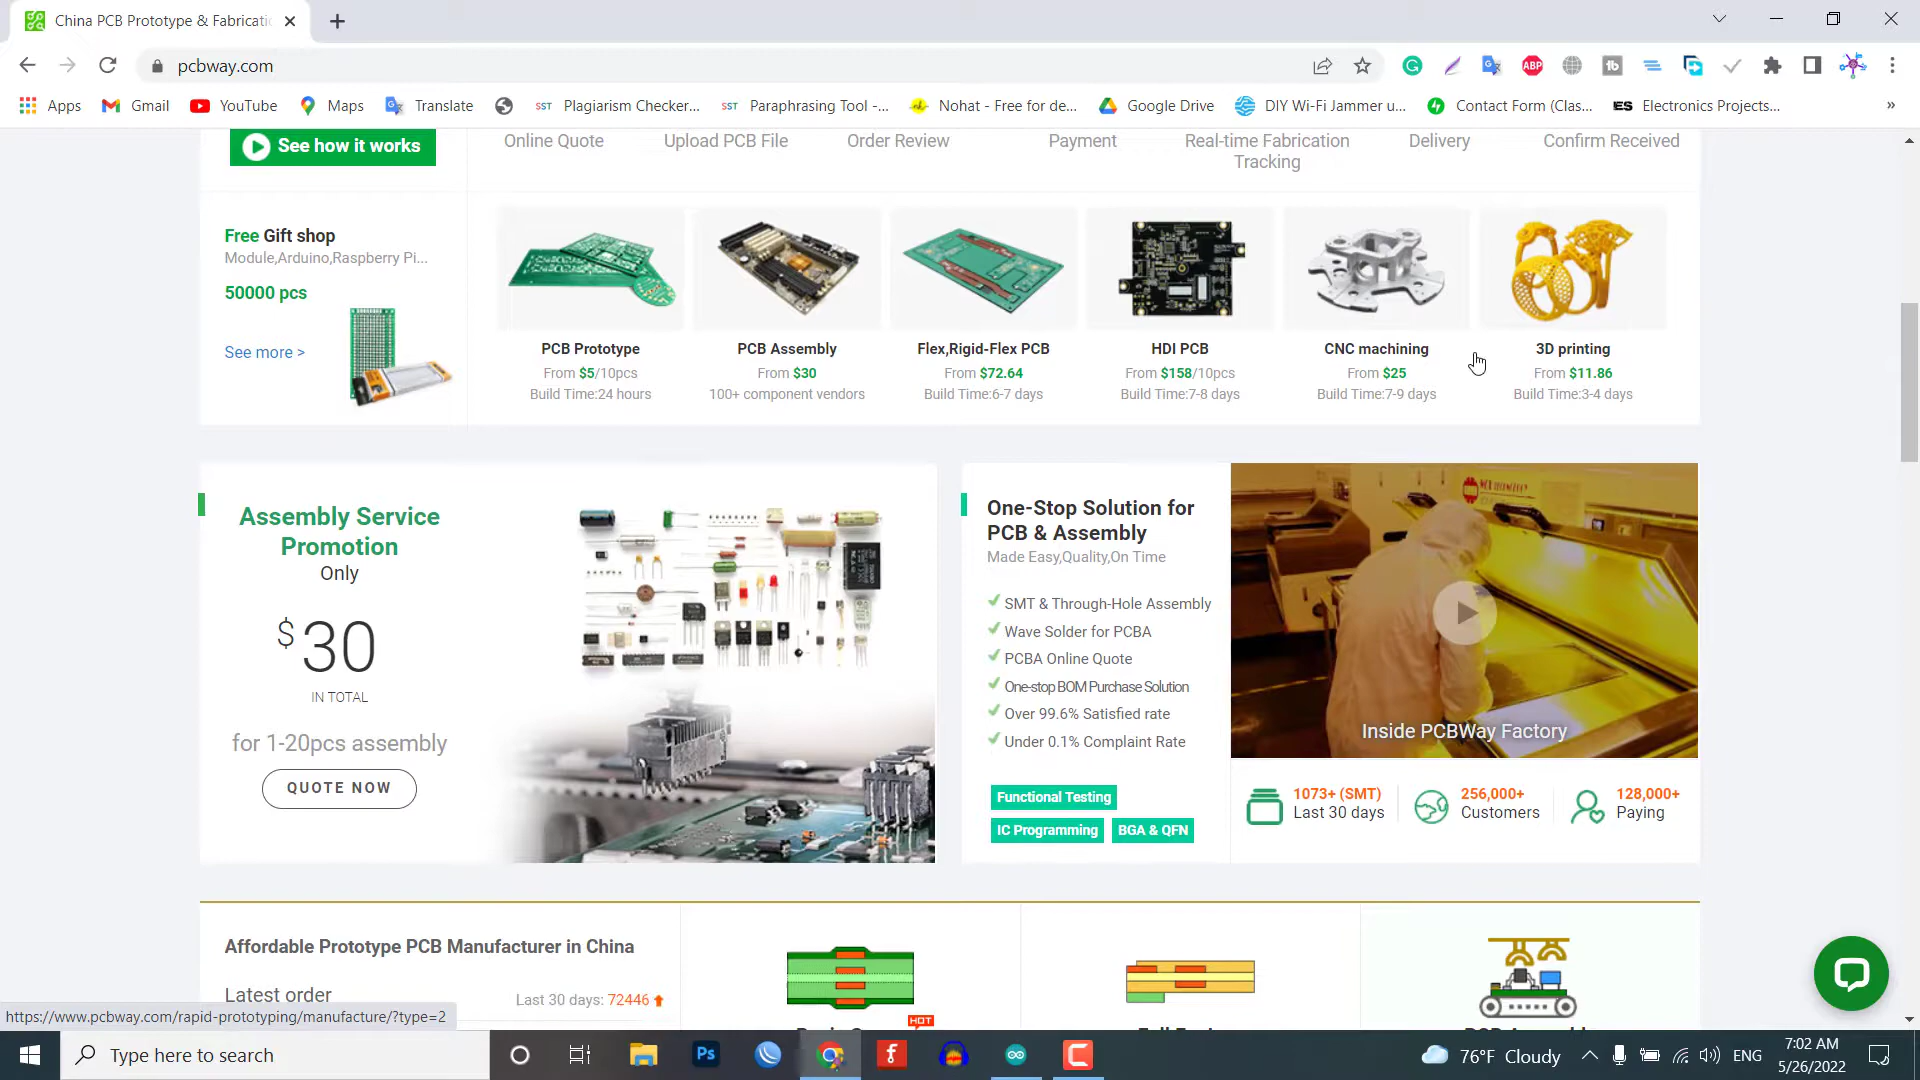 China PCB Prototype & Fabricati
pcbway.com
Apps
Gmail
YouTube
Maps
Translate
SST Plagiarism Checker...
SST Paraphrasing Tool -...
Nohat - Free for de...
Google Drive
DIY Wi-Fi Jammer u...
Contact Form (Clas...
ES Electronics Projects...
»
ABP
See how it works
Online Quote
Upload PCB File
Order Review
Payment
Real-time Fabrication
Tracking
Delivery
Confirm Received
Free Gift shop
Module,Arduino,Raspberry Pi...
50000 pcs
See more >
PCB Prototype
From $5/10pcs
Build Time:24 hours
PCB Assembly
From $30
100+ component vendors
Flex,Rigid-Flex PCB
From $72.64
Build Time:6-7 days
HDI PCB
From $158/10pcs
Build Time:7-8 days
CNC machining
From $25
Build Time:7-9 days
3D printing
From $11.86
Build Time:3-4 days
Assembly Service
Promotion
Only
$30
IN TOTAL
for 1-20pcs assembly
QUOTE NOW
One-Stop Solution for
PCB & Assembly
Made Easy,Quality,On Time
SMT & Through-Hole Assembly
Wave Solder for PCBA
PCBA Online Quote
One-stop BOM Purchase Solution
Over 99.6% Satisfied rate
Under 0.1% Complaint Rate
Functional Testing
IC Programming
BGA & QFN
Inside PCBWay Factory
1073+ (SMT)
Last 30 days
256,000+
Customers
128,000+
Paying
Affordable Prototype PCB Manufacturer in China
Latest order
Last 30 days: 72446
HOT
https://www.pcbway.com/rapid-prototyping/manufacture/?type=2
Type here to search
Ps
76°F Cloudy
ENG
7:02 AM
5/26/2022